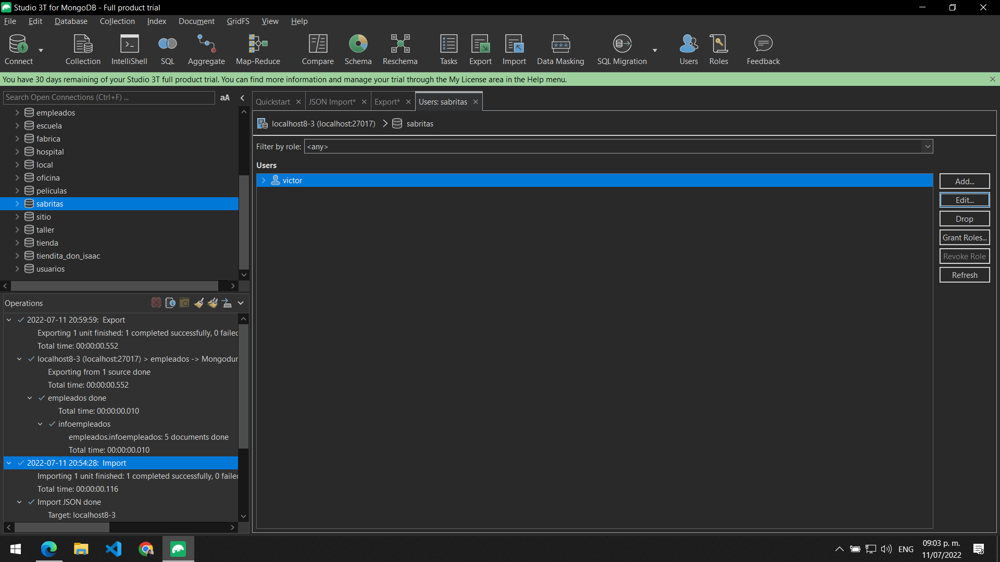 Studio 3T for MongoDB - Full product trial
File Edit Database Collection Index Document GridFS View Help
Connect Collection IntelliShell SQL Aggregate Map-Reduce Compare Schema Reschema Tasks Export Import Data Masking SQL Migration Users Roles Feedback
You have 30 days remaining of your Studio 3T full product trial. You can find more information and manage your trial through the My License area in the Help menu.
Search Open Connections (Ctrl+F) ... aA
empleados
escuela
fabrica
hospital
local
oficina
peliculas
sabritas
sitio
taller
tienda
tiendita_don_isaac
usuarios
Quickstart JSON Import* Export* Users: sabritas
localhost8-3 (localhost:27017) sabritas
Filter by role: <any>
Users
victor
Add...
Edit...
Drop
Grant Roles...
Revoke Role
Refresh
Operations
2022-07-11 20:59:59: Export
Exporting 1 unit finished: 1 completed successfully, 0 failed
Total time: 00:00:00.552
localhost8-3 (localhost:27017) > empleados -> Mongodur
Exporting from 1 source done
Total time: 00:00:00.552
empleados done
Total time: 00:00:00.010
infoempleados
empleados.infoempleados: 5 documents done
Total time: 00:00:00.010
2022-07-11 20:54:28: Import
Importing 1 unit finished: 1 completed successfully, 0 failed
Total time: 00:00:00.116
Import JSON done
Target: localhost8-3
ENG
09:03 p. m.
11/07/2022